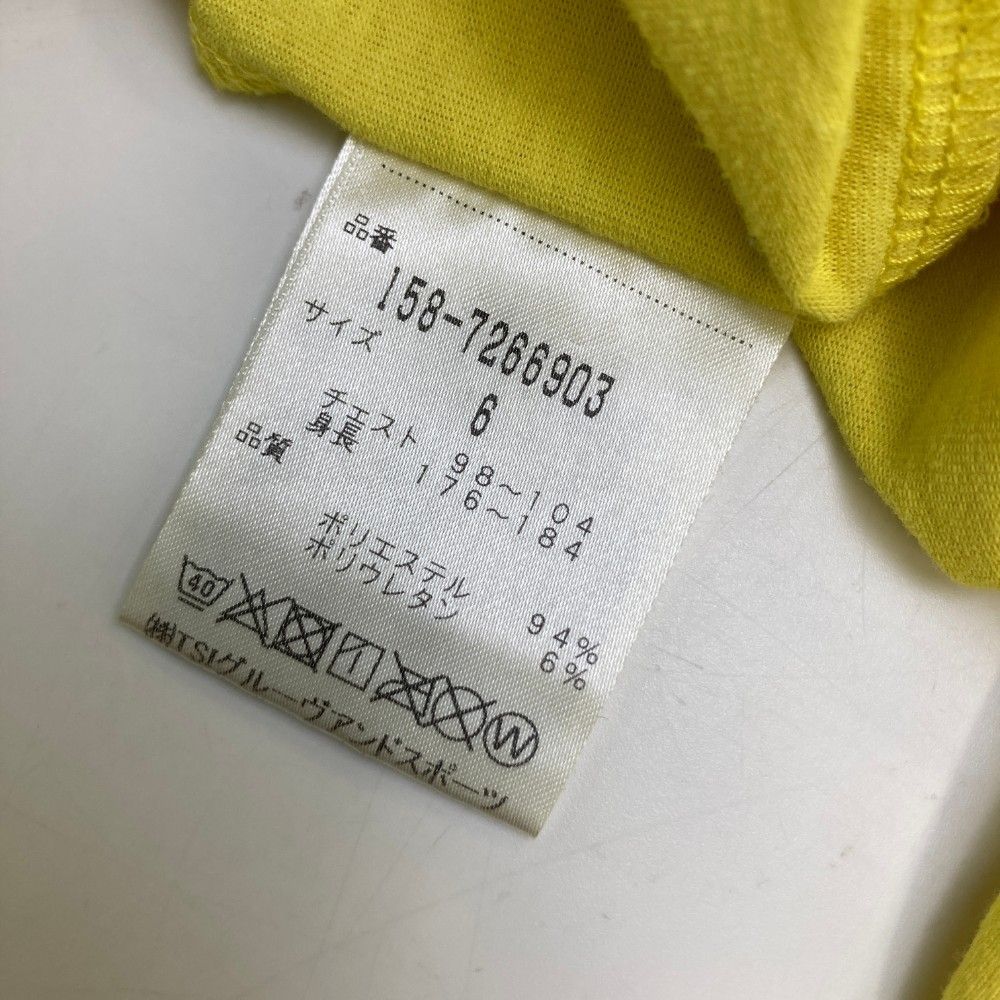 品番
158-7266903
サイズ 6
チェスト 98~104
身長 176~184
品質
ポリエステル 94%
ポリウレタン 6%
40 W
㈱TSIグルーヴアンドスポーツ